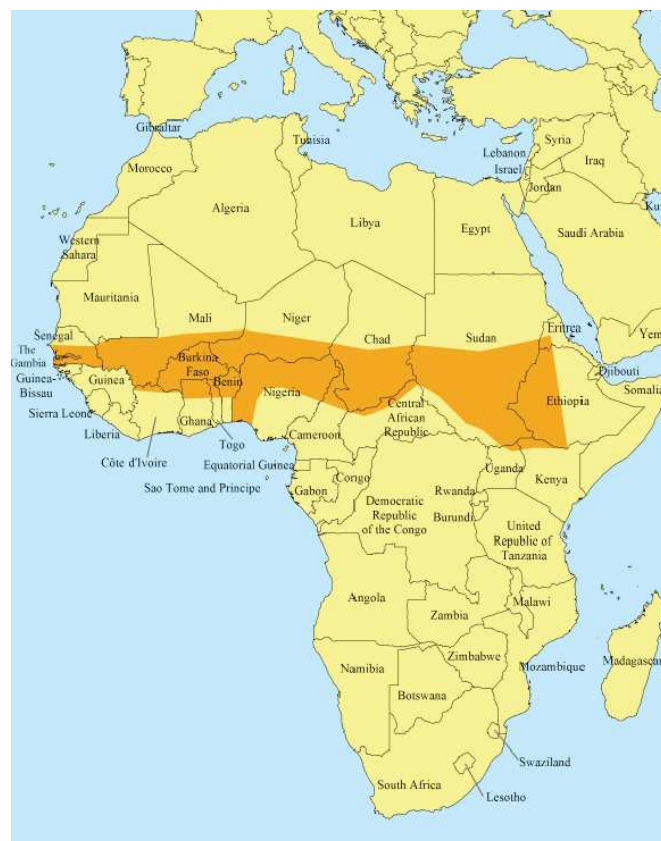 Gibraltar
Tunisia
Syria
Lebanon
Israel
Iraq
Jordan
Ku
Morocco
Algeria
Libya
Egypt
Saudi Arabia
Western
Sahara
Mauritania
Mali
Niger
Chad
Sudan
Eritrea
Yem
Senegal
The
Gambia
Guinea-
Bissau
Guinea
Burkina
Faso
Benin
Nigeria
Djibouti
Somalia
Ethiopia
Sierra Leone
Liberia
Ghana
Togo
Côte d'Ivoire
Cameroon
Central
African
Republic
Equatorial Guinea
Sao Tome and Principe
Gabon
Congo
Uganda
Kenya
Rwanda
Burundi
Democratic
Republic
of the Congo
United
Republic of
Tanzania
Angola
Zambia
Malawi
Mozambique
Madagascar
Zimbabwe
Namibia
Botswana
Swaziland
South Africa
Lesotho